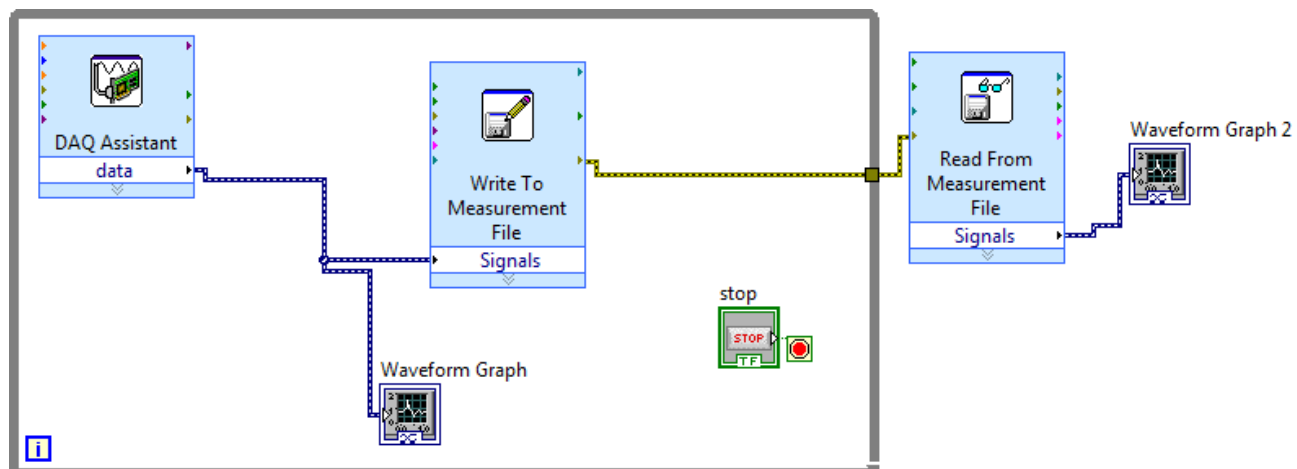 DAQ Assistant
data
Write To
Measurement
File
Signals
Read From
Measurement
File
Signals
Waveform Graph 2
stop
STOP
TF
Waveform Graph
i